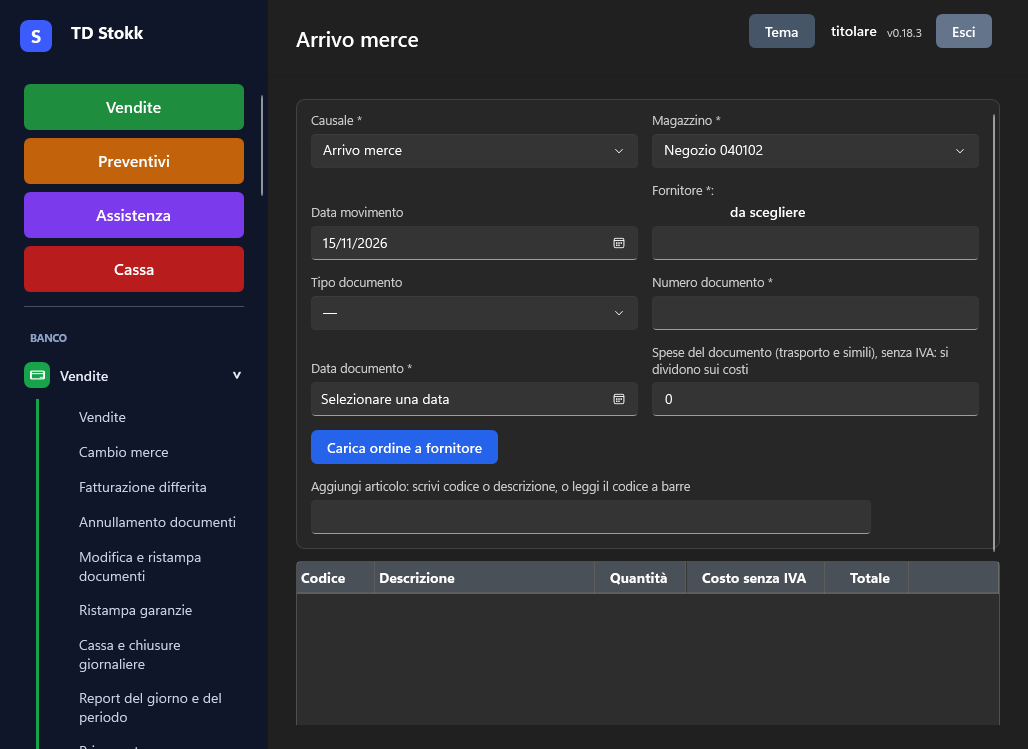 S
TD Stokk
Vendite
Preventivi
Assistenza
Cassa
BANCO
Vendite
Vendite
Cambio merce
Fatturazione differita
Annullamento documenti
Modifica e ristampa
documenti
Ristampa garanzie
Cassa e chiusure
giornaliere
Report del giorno e del
periodo
Arrivo merce
Tema
titolare
v0.18.3
Esci
Causale *
Arrivo merce
Magazzino *
Negozio 040102
Data movimento
15/11/2026
Fornitore *:
da scegliere
Tipo documento
—
Numero documento *
Data documento *
Selezionare una data
Spese del documento (trasporto e simili), senza IVA: si
dividono sui costi
0
Carica ordine a fornitore
Aggiungi articolo: scrivi codice o descrizione, o leggi il codice a barre
Codice Descrizione Quantità Costo senza IVA Totale